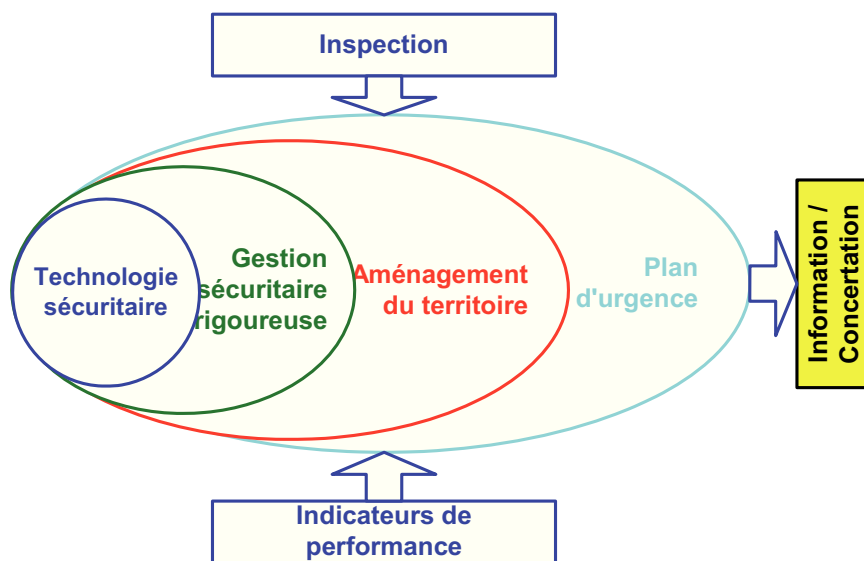 Inspection
Technologie
sécuritaire
Gestion
sécuritaire
rigoureuse
Aménagement
du territoire
Plan
d'urgence
Information /
Concertation
Indicateurs de
performance